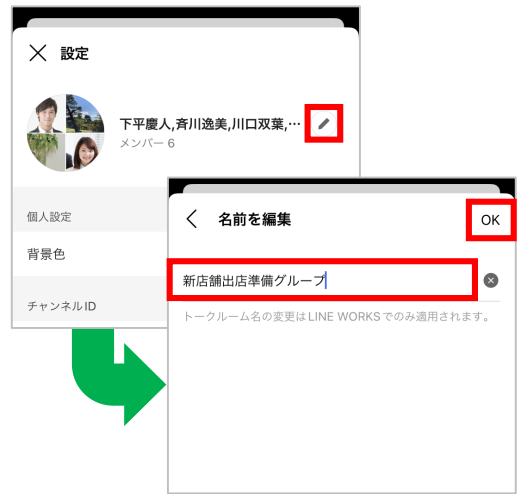 設定
下平慶人,斉川逸美,川口双葉,…
メンバー 6
個人設定
背景色
チャンネルID
名前を編集
OK
新店舗出店準備グループ
トークルーム名の変更はLINE WORKSでのみ適用されます。